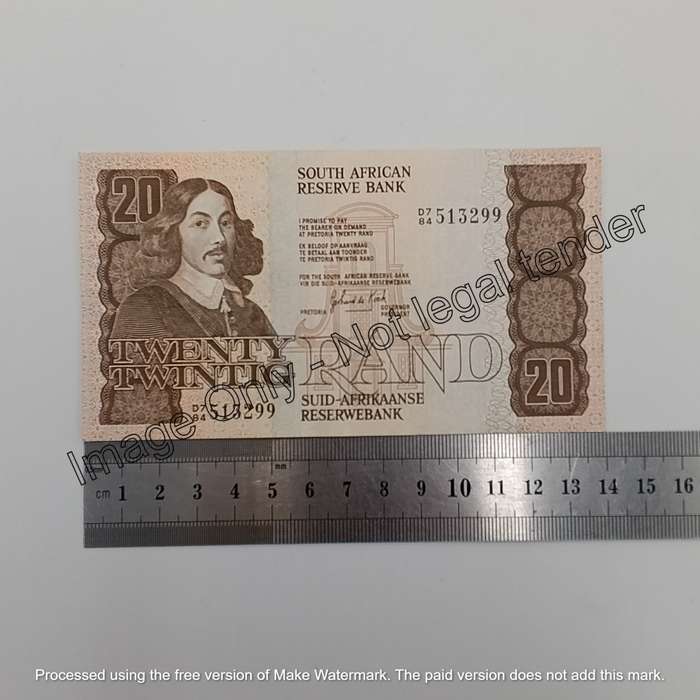 20
SOUTH AFRICAN
RESERVE BANK
I PROMISE TO PAY
THE BEARER ON DEMAND
AT PRETORIA TWENTY RAND
EK BELOOF OP AANVRAAG
TE BETAAL AAN TOONDER
TE PRETORIA TWINTIG RAND
FOR THE SOUTH AFRICAN RESERVE BANK
VIR DIE SUID-AFRIKAANSE RESERWEBANK
PRETORIA
GOVERNOR
PRESIDENT
D7/84 513299
TWENTY RAND
TWINTIG
D7/84 513299
SUID-AFRIKAANSE
RESERWEBANK
20
Image Only - Not legal tender
mm
cm 1 2 3 4 5 6 7 8 9 10 11 12 13 14 15 16
Processed using the free version of Make Watermark. The paid version does not add this mark.